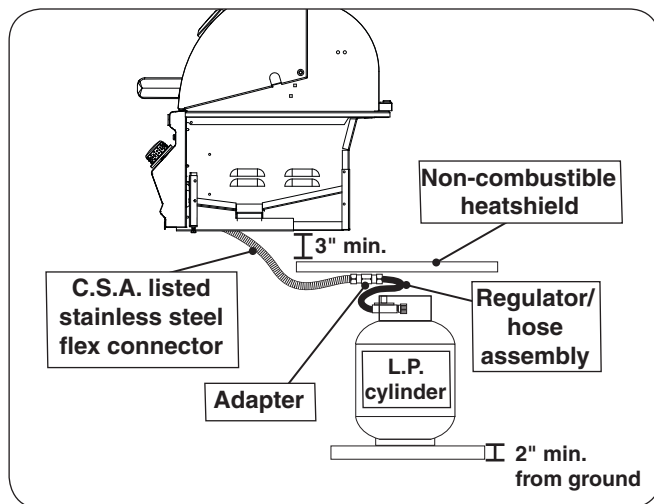 Non-combustible
heatshield
3" min.
C.S.A. listed
stainless steel
flex connector
Regulator/
hose
assembly
Adapter
L.P.
cylinder
2" min.
from ground